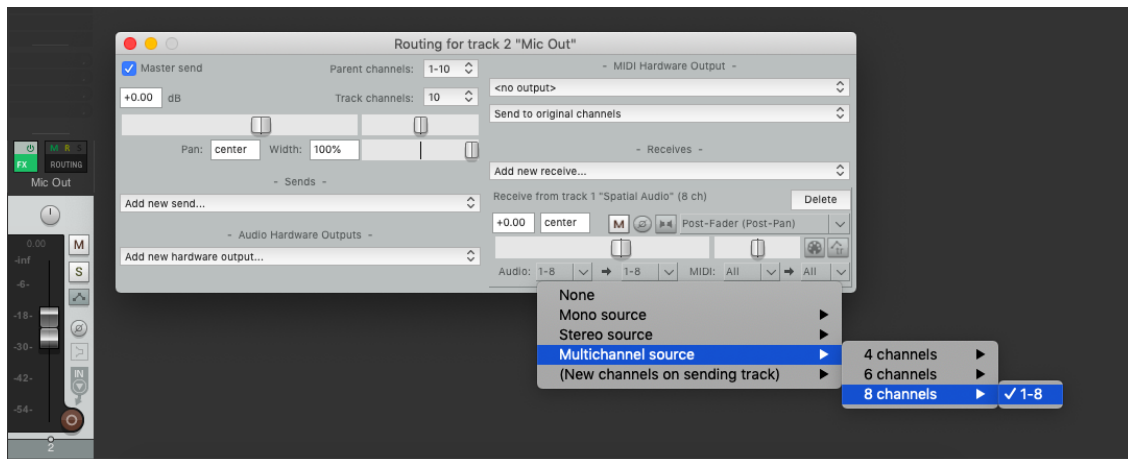 Routing for track 2 "Mic Out"
Master send
Parent channels: 1-10
+0.00 dB
Track channels: 10
Pan: center Width: 100%
- Sends -
Add new send...
- Audio Hardware Outputs -
Add new hardware output...
- MIDI Hardware Output -
<no output>
Send to original channels
- Receives -
Add new receive...
Receive from track 1 "Spatial Audio" (8 ch)
Delete
+0.00 center M Post-Fader (Post-Pan)
Audio: 1-8 1-8 MIDI: All All
None
Mono source
Stereo source
Multichannel source
(New channels on sending track)
4 channels
6 channels
8 channels
1-8
M R S
FX ROUTING
Mic Out
0.00 M
-inf S
-6-
-18-
-30-
-42- IN
-54-
2